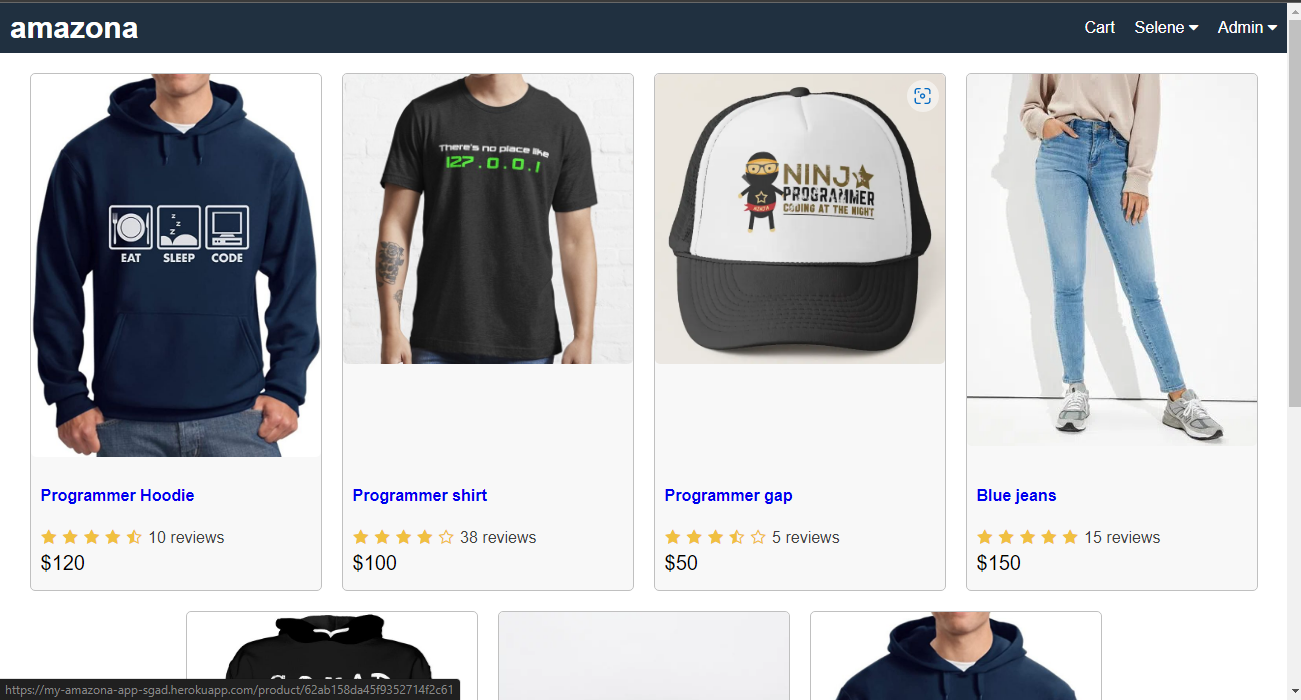 amazona
Cart Selene Admin
EAT SLEEP CODE
There's no place like
127.0.0.1
NINJ
PROGRAMMER
CODING AT THE NIGHT
NINJA
Programmer Hoodie
10 reviews
$120
Programmer shirt
38 reviews
$100
Programmer gap
5 reviews
$50
Blue jeans
15 reviews
$150
https://my-amazona-app-sgad.herokuapp.com/product/62ab158da45f9352714f2c61